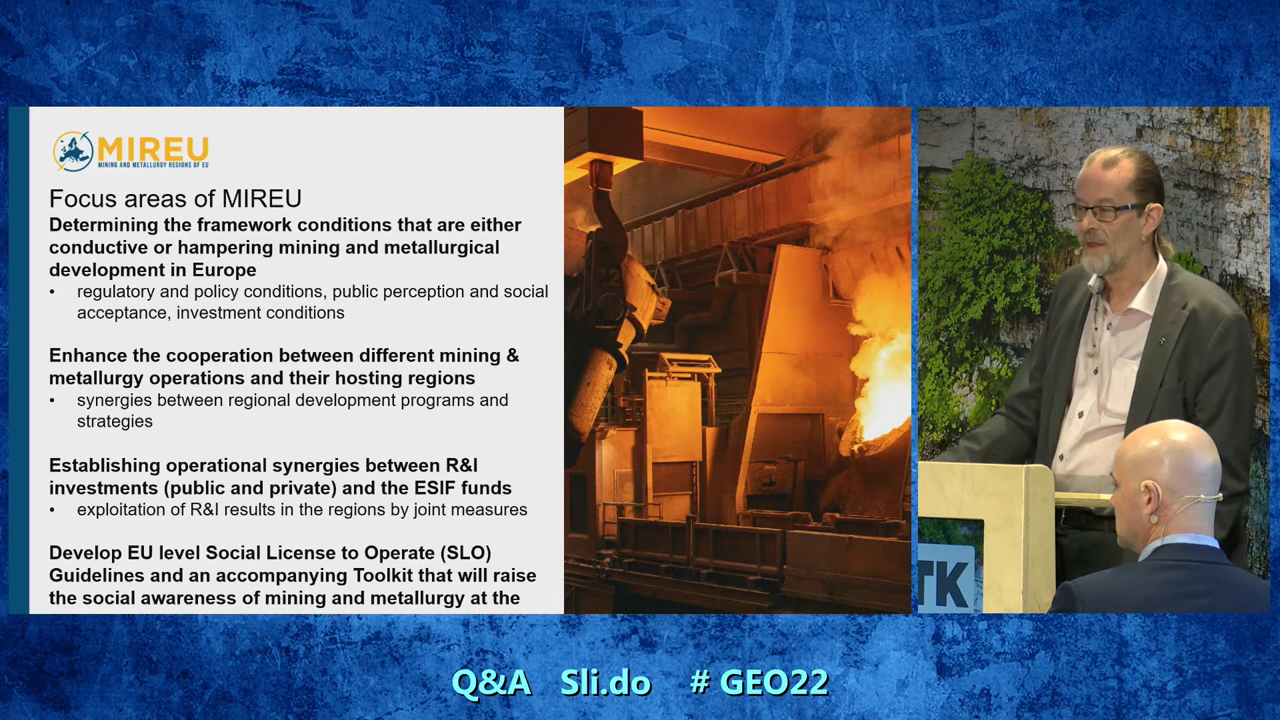 MIREU
MINING AND METALLURGY REGIONS OF EU
Focus areas of MIREU
Determining the framework conditions that are either
conductive or hampering mining and metallurgical
development in Europe
• regulatory and policy conditions, public perception and social
acceptance, investment conditions
Enhance the cooperation between different mining &
metallurgy operations and their hosting regions
• synergies between regional development programs and
strategies
Establishing operational synergies between R&I
investments (public and private) and the ESIF funds
• exploitation of R&I results in the regions by joint measures
Develop EU level Social License to Operate (SLO)
Guidelines and an accompanying Toolkit that will raise
the social awareness of mining and metallurgy at the
TK
Q&A Sli.do # GEO22